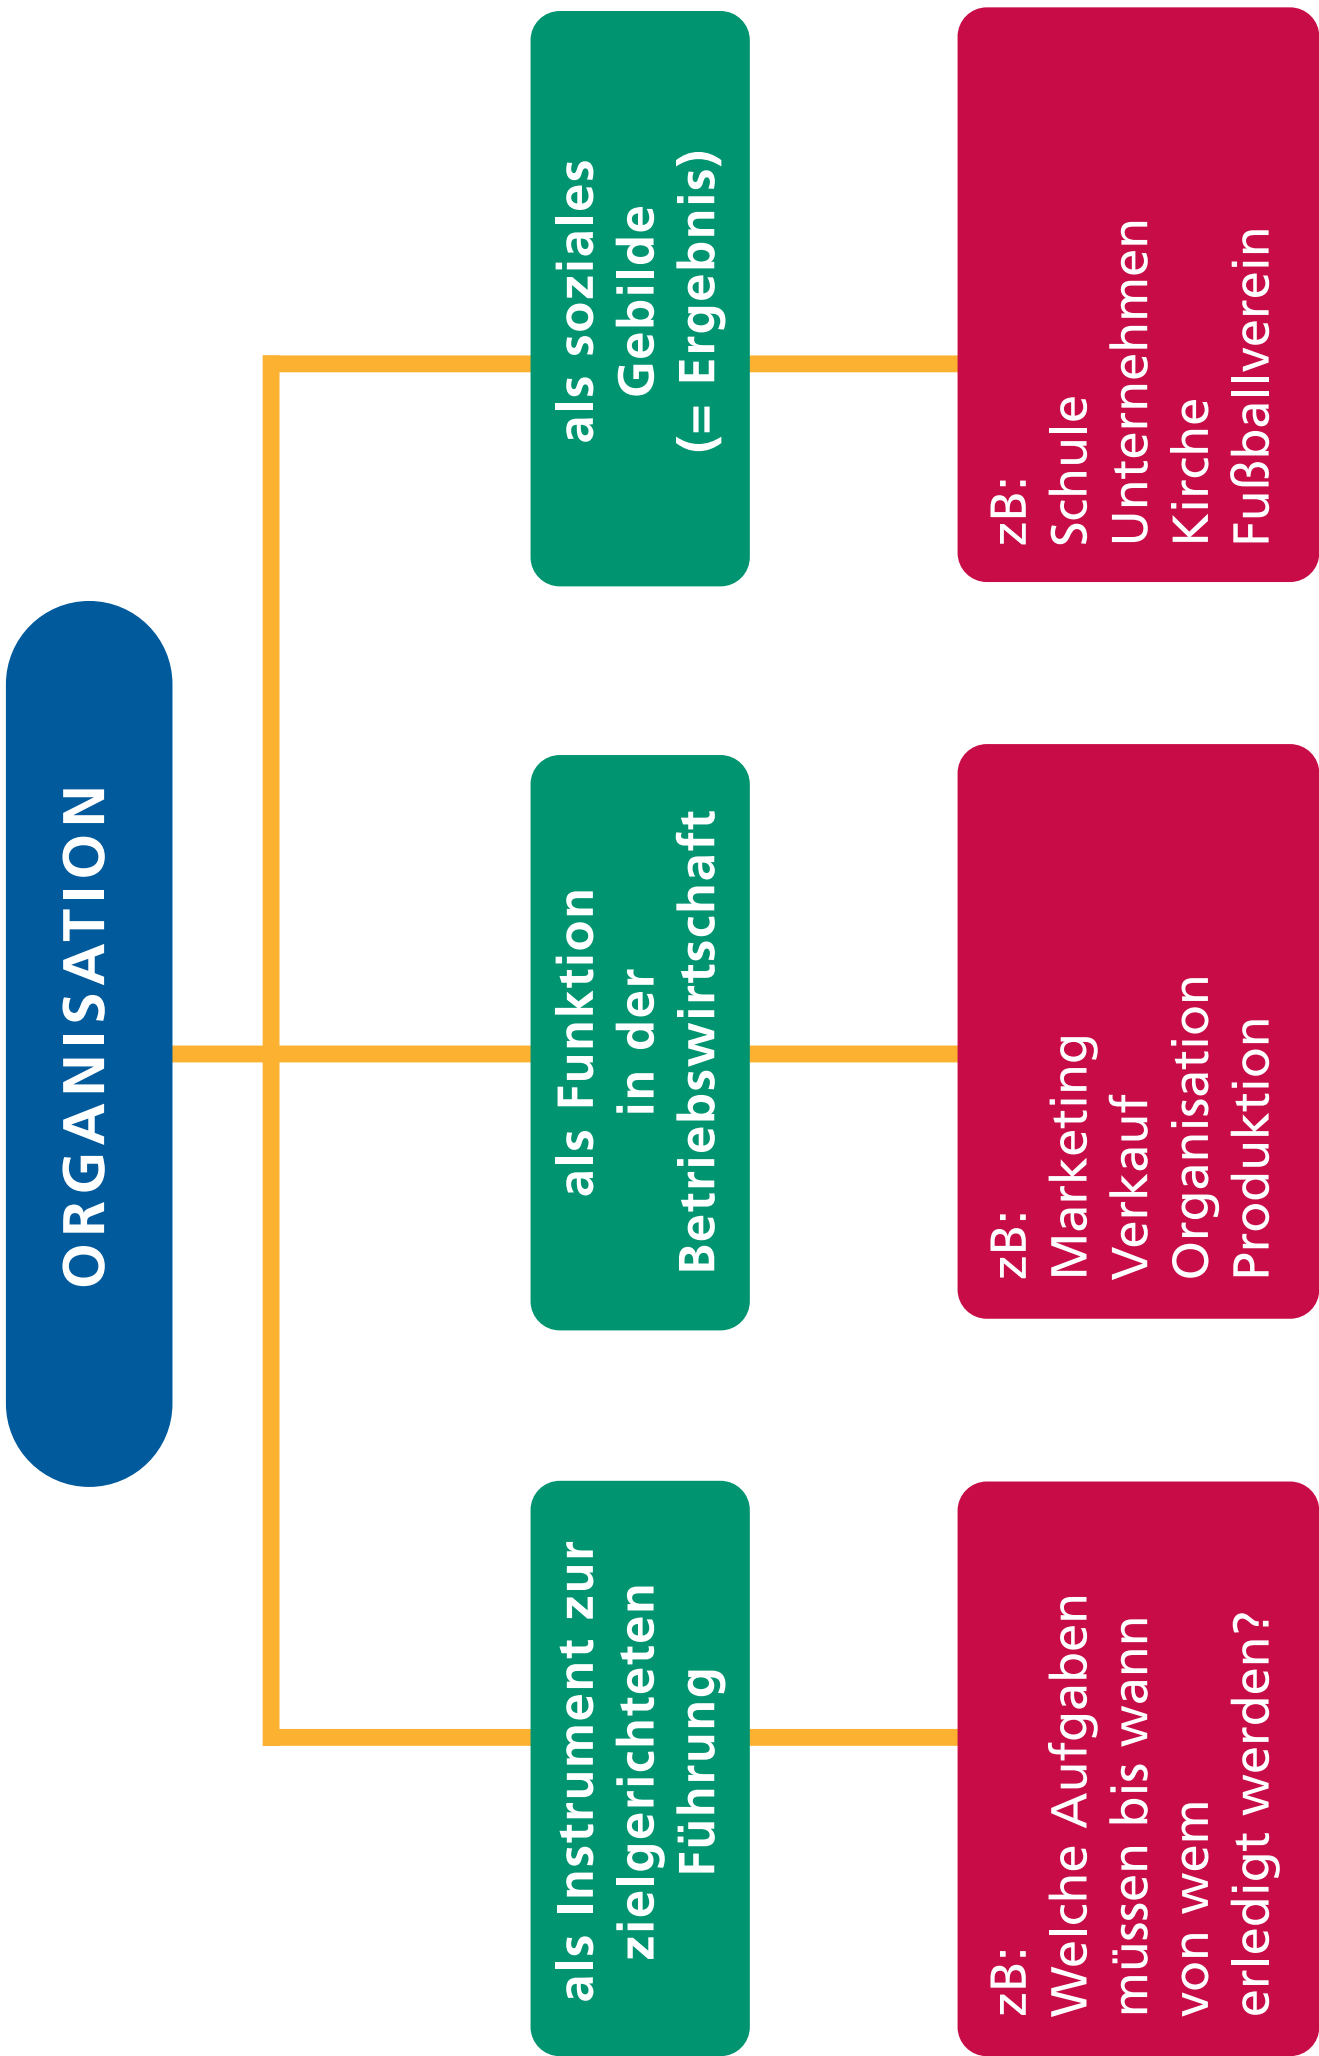 ORGANISATION
als Instrument zur
zielgerichteten
Führung
als Funktion
in der
Betriebswirtschaft
als soziales
Gebilde
(= Ergebnis)
zB:
Welche Aufgaben
müssen bis wann
von wem
erledigt werden?
zB:
Marketing
Verkauf
Organisation
Produktion
zB:
Schule
Unternehmen
Kirche
Fußballverein